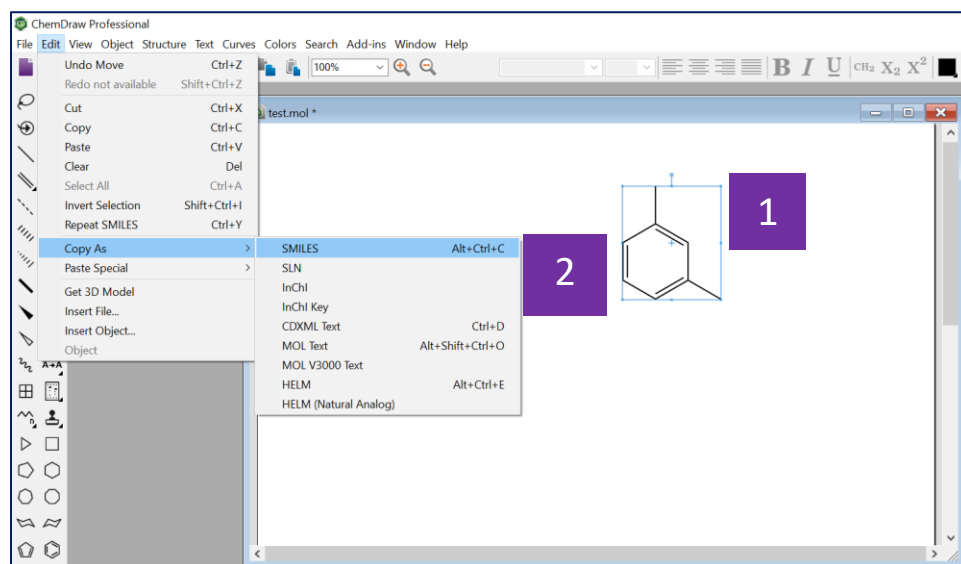 ChemDraw Professional
File Edit View Object Structure Text Curves Colors Search Add-ins Window Help
100%
B I U CH₂ X₂ X²
Undo Move Ctrl+Z
Redo not available Shift+Ctrl+Z
Cut Ctrl+X
Copy Ctrl+C
Paste Ctrl+V
Clear Del
Select All Ctrl+A
Invert Selection Shift+Ctrl+I
Repeat SMILES Ctrl+Y
Copy As >
Paste Special >
Get 3D Model
Insert File...
Insert Object...
Object
test.mol *
SMILES Alt+Ctrl+C
SLN
InChI
InChI Key
CDXML Text Ctrl+D
MOL Text Alt+Shift+Ctrl+O
MOL V3000 Text
HELM Alt+Ctrl+E
HELM (Natural Analog)
1
2
A→A
n